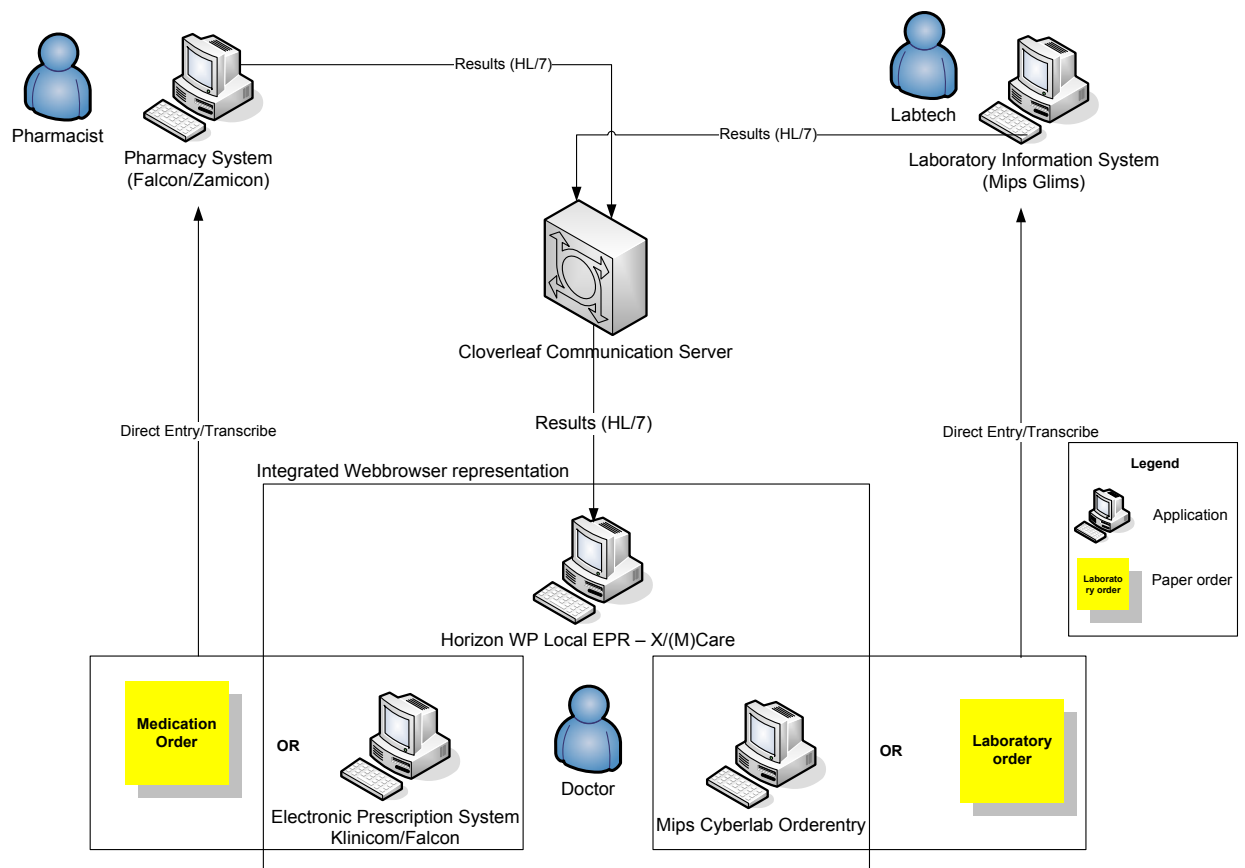 Results (HL/7)
Pharmacist
Pharmacy System
(Falcon/Zamicon)
Labtech
Results (HL/7)
Laboratory Information System
(Mips Glims)
Cloverleaf Communication Server
Direct Entry/Transcribe
Results (HL/7)
Direct Entry/Transcribe
Integrated Webbrowser representation
Legend
Application
Laborato
ry order
Paper order
Horizon WP Local EPR – X/(M)Care
Medication
Order
OR
Electronic Prescription System
Klinicom/Falcon
Doctor
Mips Cyberlab Orderentry
OR
Laboratory
order